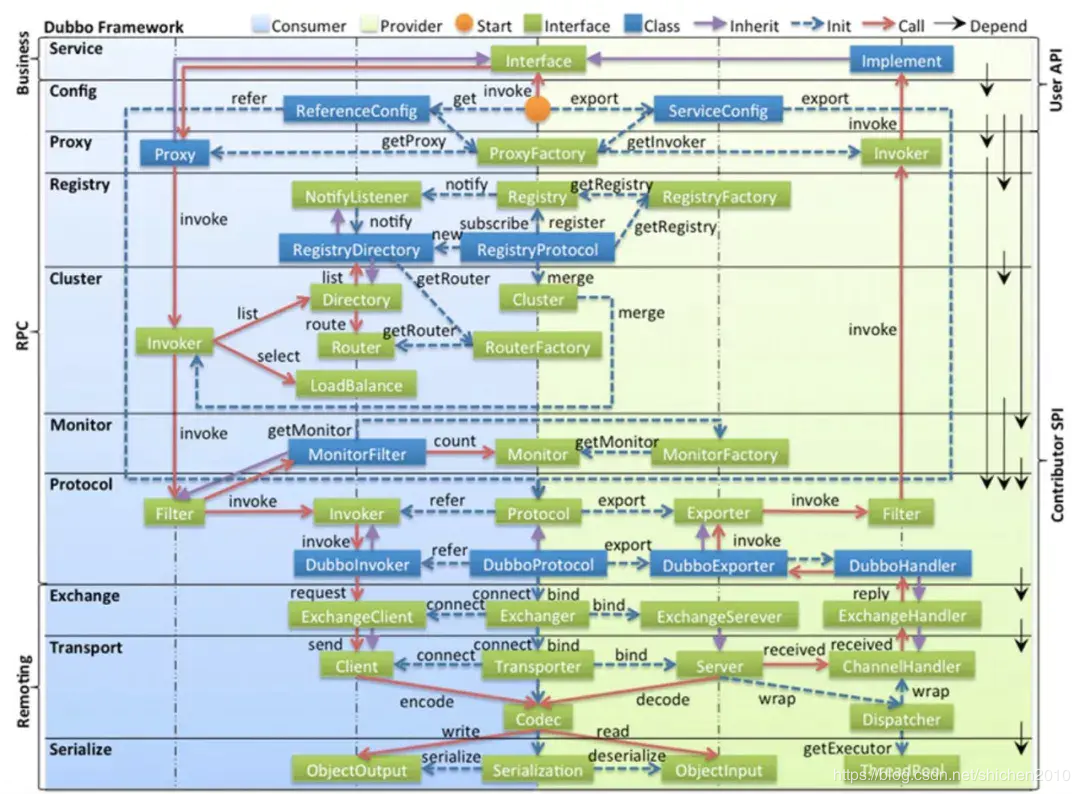 Dubbo Framework
Consumer
Provider
Start
Interface
Class
Inherit
Init
Call
Depend
Business
RPC
Remoting
User API
Contributor SPI
Service
Interface
Implement
Config
refer
ReferenceConfig
get
invoke
export
ServiceConfig
export
invoke
Proxy
Proxy
getProxy
ProxyFactory
getInvoker
Invoker
Registry
NotifyListener
notify
Registry
getRegistry
RegistryFactory
invoke
notify
subscribe
register
getRegistry
RegistryDirectory
new
RegistryProtocol
Cluster
list
getRouter
merge
list
Directory
Cluster
merge
route
getRouter
invoke
Invoker
Router
RouterFactory
select
LoadBalance
Monitor
invoke
getMonitor
MonitorFilter
count
Monitor
getMonitor
MonitorFactory
Protocol
Filter
invoke
Invoker
refer
Protocol
export
Exporter
invoke
Filter
invoke
refer
export
invoke
DubboInvoker
DubboProtocol
DubboExporter
DubboHandler
Exchange
request
connect
bind
reply
ExchangeClient
connect
Exchanger
bind
ExchangeSerever
ExchangeHandler
Transport
send
connect
bind
received
Client
connect
Transporter
bind
Server
received
ChannelHandler
encode
decode
wrap
wrap
Codec
Dispatcher
write
read
Serialize
getExecutor
ObjectOutput
serialize
Serialization
deserialize
ObjectInput
ThreadPool
https://blog.csdn.net/shichen2010